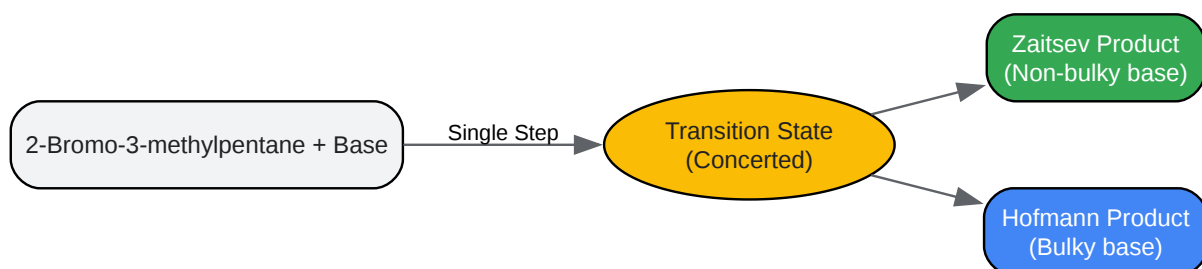 2-Bromo-3-methylpentane + Base
Single Step
Transition State
(Concerted)
Zaitsev Product
(Non-bulky base)
Hofmann Product
(Bulky base)